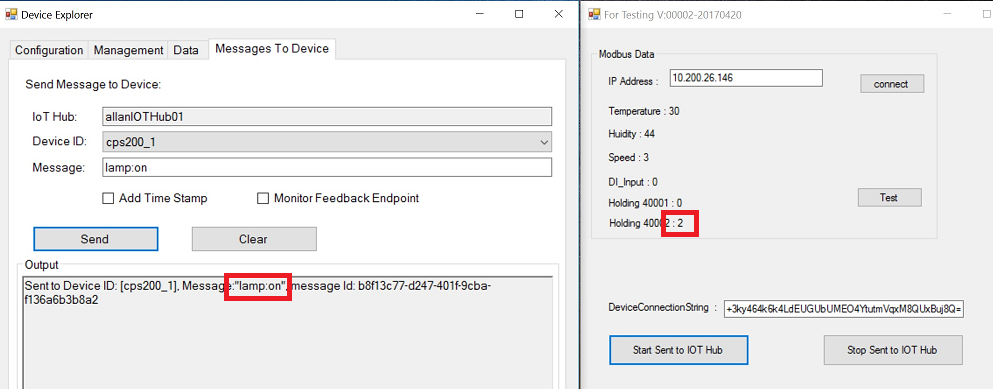 Device Explorer
Configuration Management Data Messages To Device
Send Message to Device:
IoT Hub: allanIOTHub01
Device ID: cps200_1
Message: lamp:on
Add Time Stamp Monitor Feedback Endpoint
Send Clear
Output
Sent to Device ID: [cps200_1], Message:"lamp:on", message Id: b8f13c77-d247-401f-9cba-
f136a6b3b8a2
For Testing V:00002-20170420
Modbus Data
IP Address : 10.200.26.146 connect
Temperature : 30
Huidity : 44
Speed : 3
DI_Input : 0
Holding 40001 : 0 Test
Holding 40002 : 2
DeviceConnectionString : +3ky464k6k4LdEUGUbUMEO4YtutmVqxM8QUxBuj8Q=
Start Sent to IOT Hub Stop Sent to IOT Hub